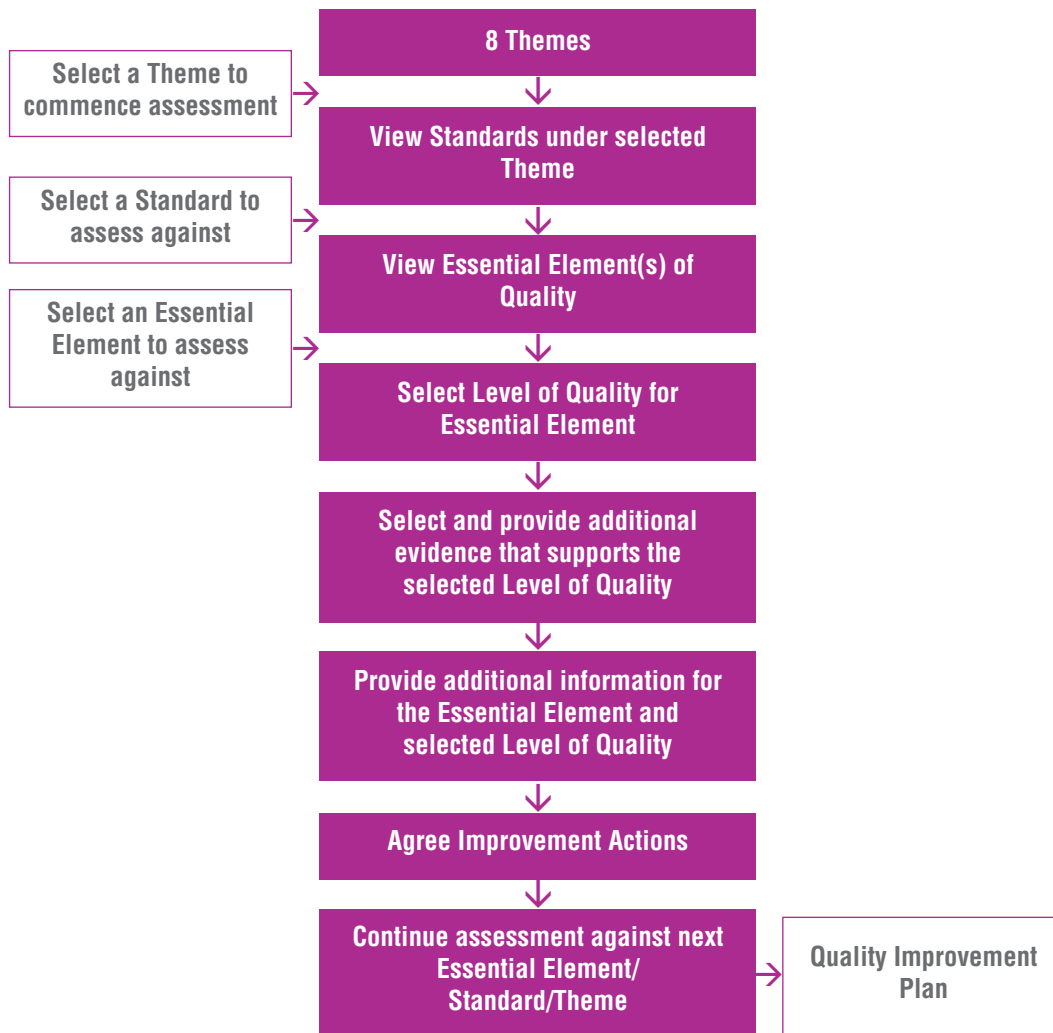 8 Themes
Select a Theme to
commence assessment
View Standards under selected
Theme
Select a Standard to
assess against
View Essential Element(s) of
Quality
Select an Essential
Element to assess
against
Select Level of Quality for
Essential Element
Select and provide additional
evidence that supports the
selected Level of Quality
Provide additional information for
the Essential Element and
selected Level of Quality
Agree Improvement Actions
Continue assessment against next
Essential Element/
Standard/Theme
Quality Improvement
Plan